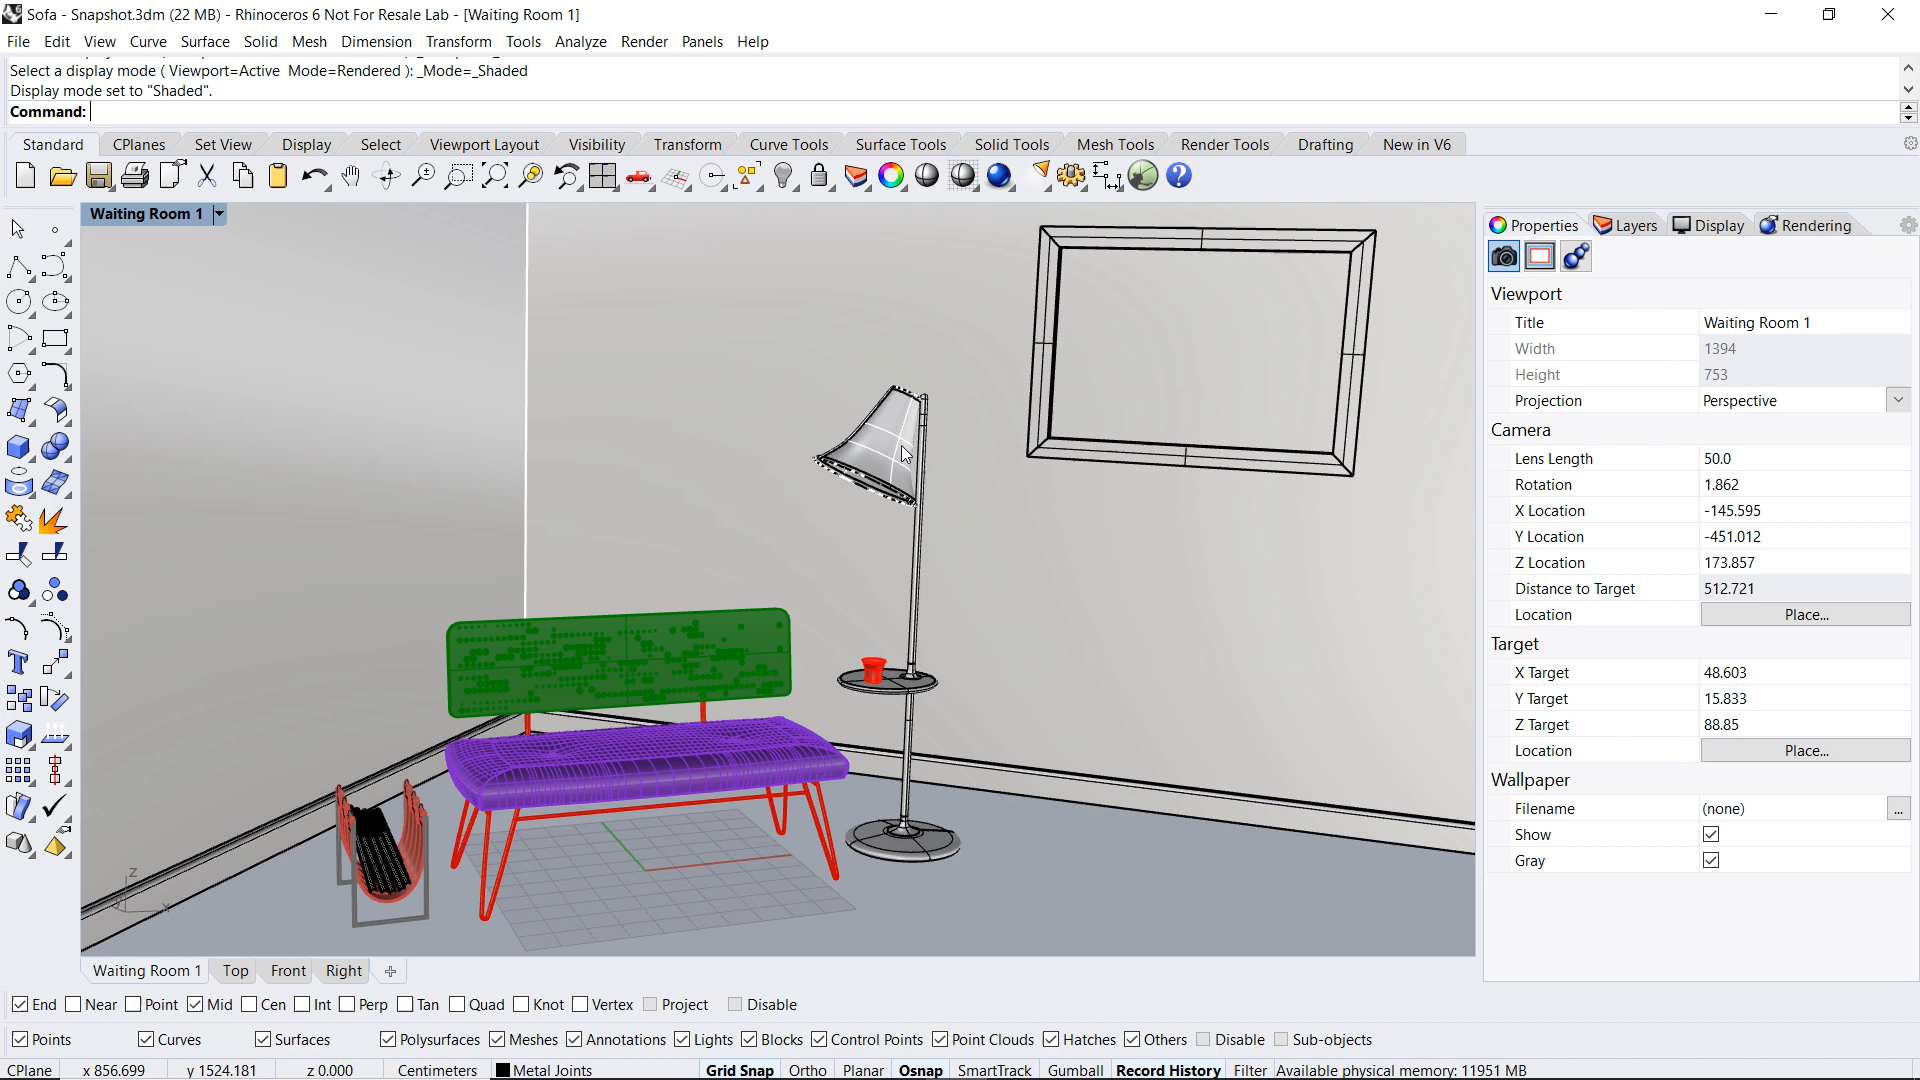 Sofa - Snapshot.3dm (22 MB) - Rhinoceros 6 Not For Resale Lab - [Waiting Room 1]
File Edit View Curve Surface Solid Mesh Dimension Transform Tools Analyze Render Panels Help
Select a display mode ( Viewport=Active Mode=Rendered ): _Mode=_Shaded
Display mode set to "Shaded".
Command:
Standard CPlanes Set View Display Select Viewport Layout Visibility Transform Curve Tools Surface Tools Solid Tools Mesh Tools Render Tools Drafting New in V6
Waiting Room 1
Properties Layers Display Rendering
Viewport
Title Waiting Room 1
Width 1394
Height 753
Projection Perspective
Camera
Lens Length 50.0
Rotation 1.862
X Location -145.595
Y Location -451.012
Z Location 173.857
Distance to Target 512.721
Location Place...
Target
X Target 48.603
Y Target 15.833
Z Target 88.85
Location Place...
Wallpaper
Filename (none) ...
Show
Gray
z
x
Waiting Room 1 Top Front Right
End Near Point Mid Cen Int Perp Tan Quad Knot Vertex Project Disable
Points Curves Surfaces Polysurfaces Meshes Annotations Lights Blocks Control Points Point Clouds Hatches Others Disable Sub-objects
CPlane x 856.699 y 1524.181 z 0.000 Centimeters Metal Joints Grid Snap Ortho Planar Osnap SmartTrack Gumball Record History Filter Available physical memory: 11951 MB